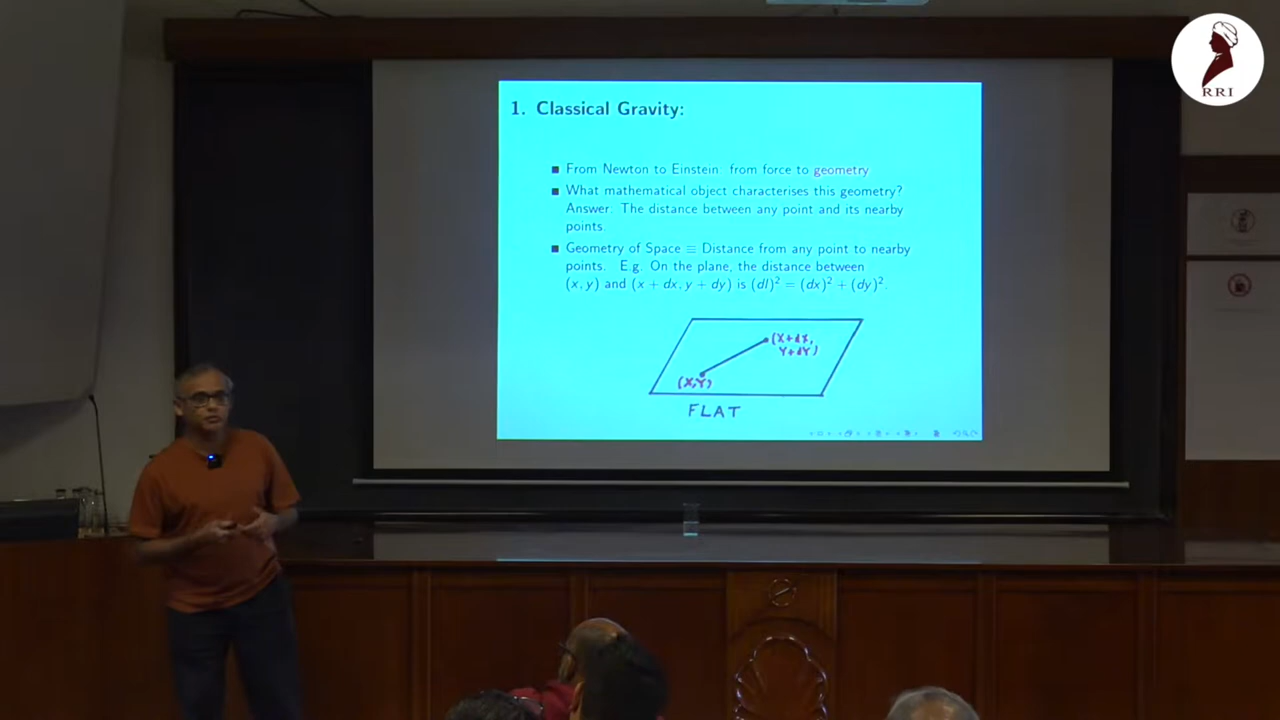 RRI
1. Classical Gravity:
From Newton to Einstein: from force to geometry
What mathematical object characterises this geometry?
Answer: The distance between any point and its nearby
points.
Geometry of Space ≡ Distance from any point to nearby
points. E.g. On the plane, the distance between
(x, y) and (x + dx, y + dy) is (dl)² = (dx)² + (dy)².
(X+dX,
Y+dY)
(X,Y)
FLAT